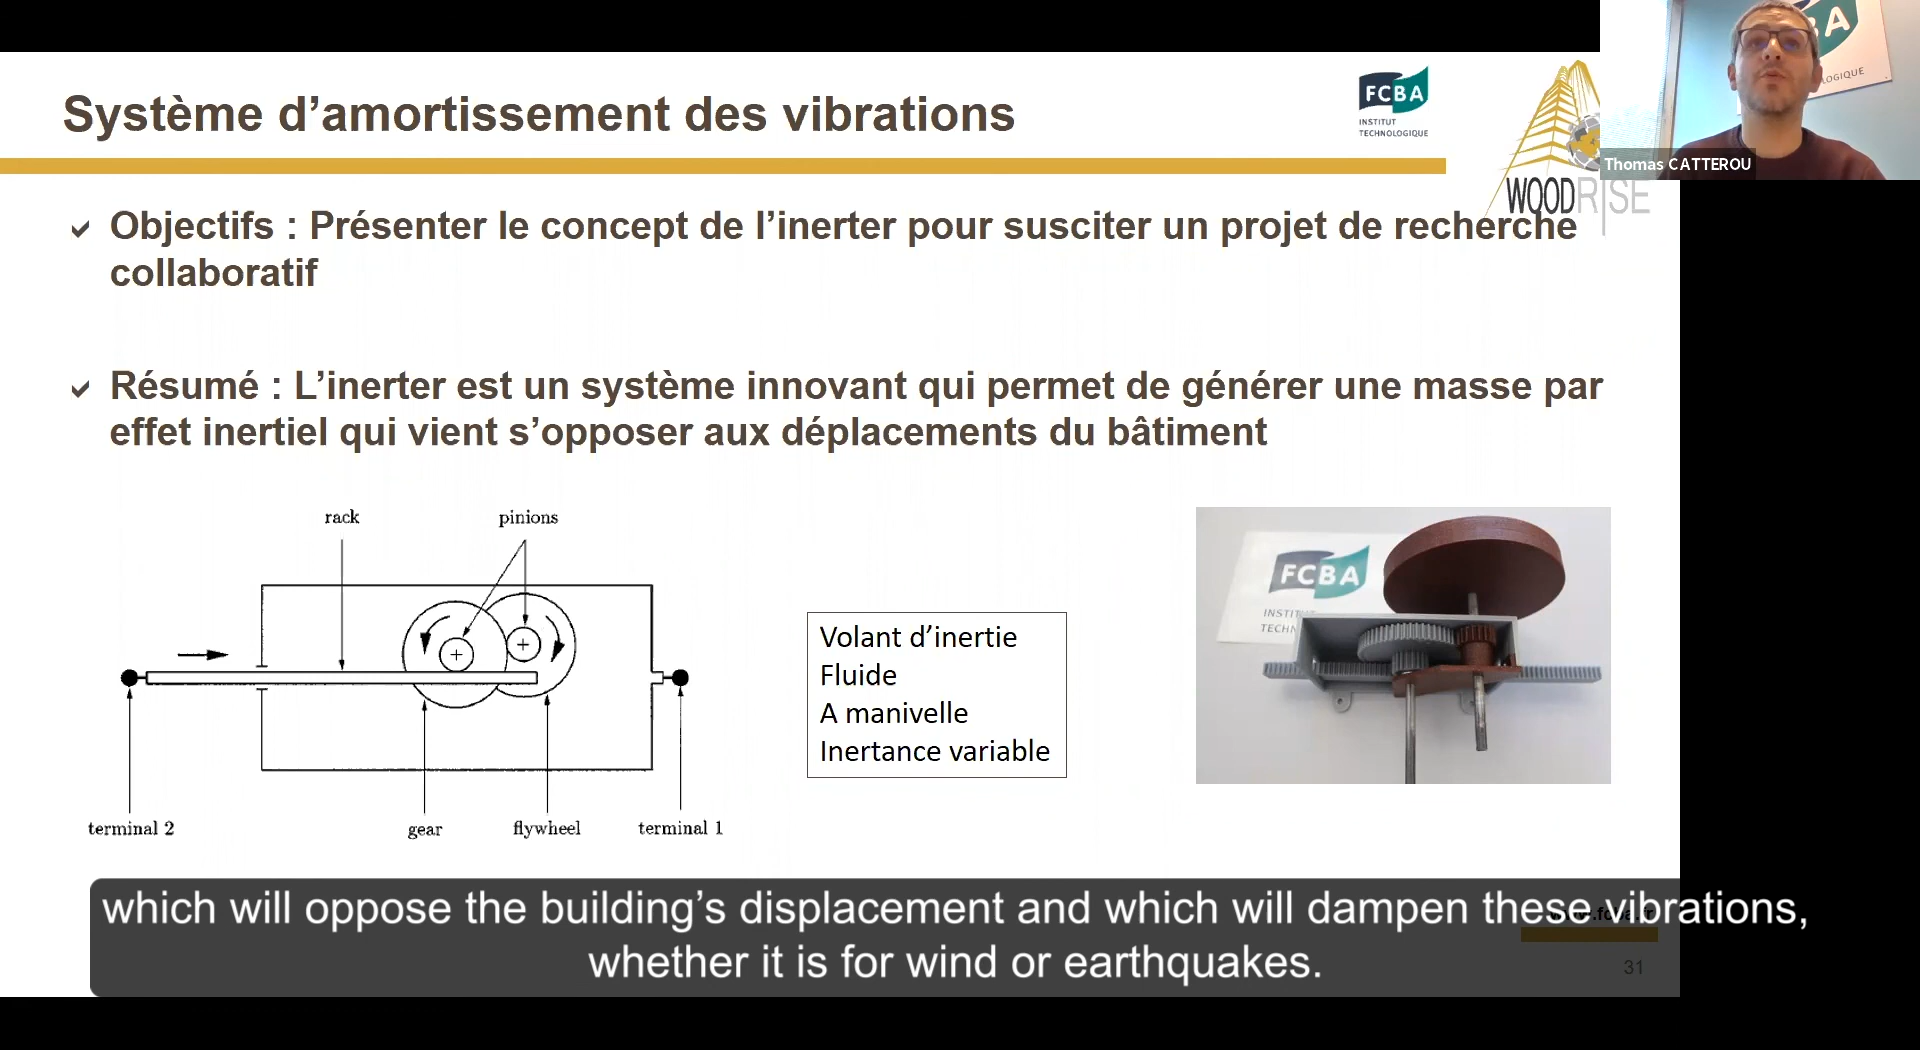 Système d’amortissement des vibrations
FCBA
INSTITUT
TECHNOLOGIQUE
WOODRISE
BA
LOGIQUE
Thomas CATTEROU
Objectifs : Présenter le concept de l’inerter pour susciter un projet de recherche
collaboratif
Résumé : L’inerter est un système innovant qui permet de générer une masse par
effet inertiel qui vient s’opposer aux déplacements du bâtiment
rack
pinions
terminal 2
gear
flywheel
terminal 1
Volant d’inertie
Fluide
A manivelle
Inertance variable
FCBA
INSTIT
TECHN
which will oppose the building’s displacement and which will dampen these vibrations,
whether it is for wind or earthquakes.
31